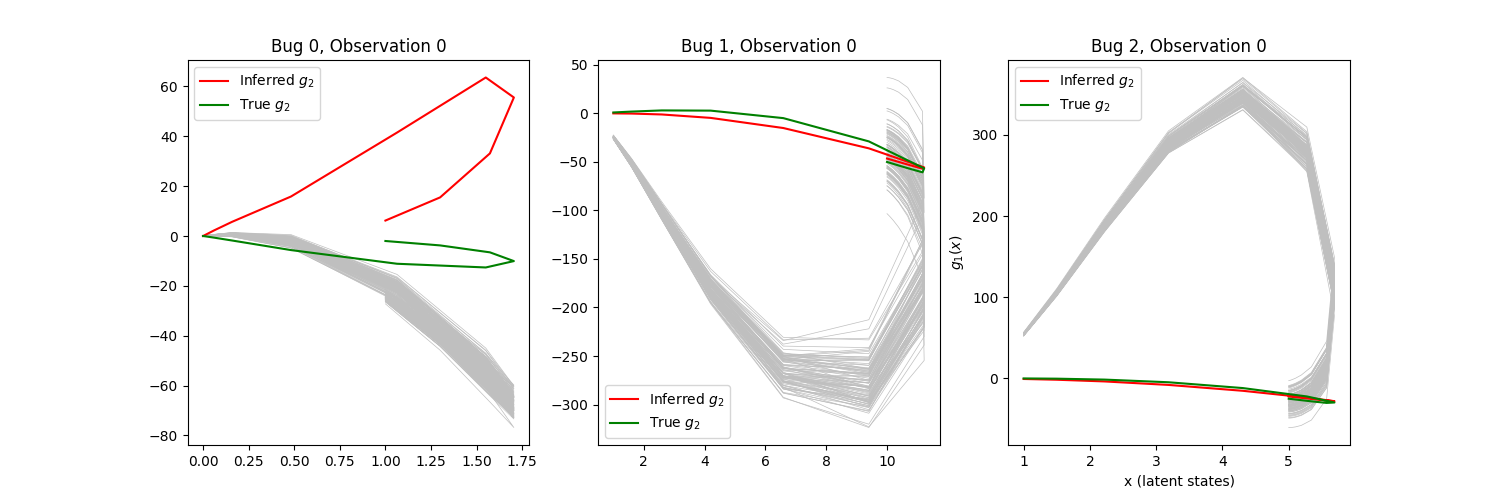 Bug 0, Observation 0
Inferred g₂
True g₂
60
40
20
0
−20
−40
−60
−80
0.00 0.25 0.50 0.75 1.00 1.25 1.50 1.75
Bug 1, Observation 0
50
0
−50
−100
−150
−200
−250
−300
Inferred g₂
True g₂
2 4 6 8 10
Bug 2, Observation 0
Inferred g₂
True g₂
300
200
100
0
g₁(x)
1 2 3 4 5
x (latent states)